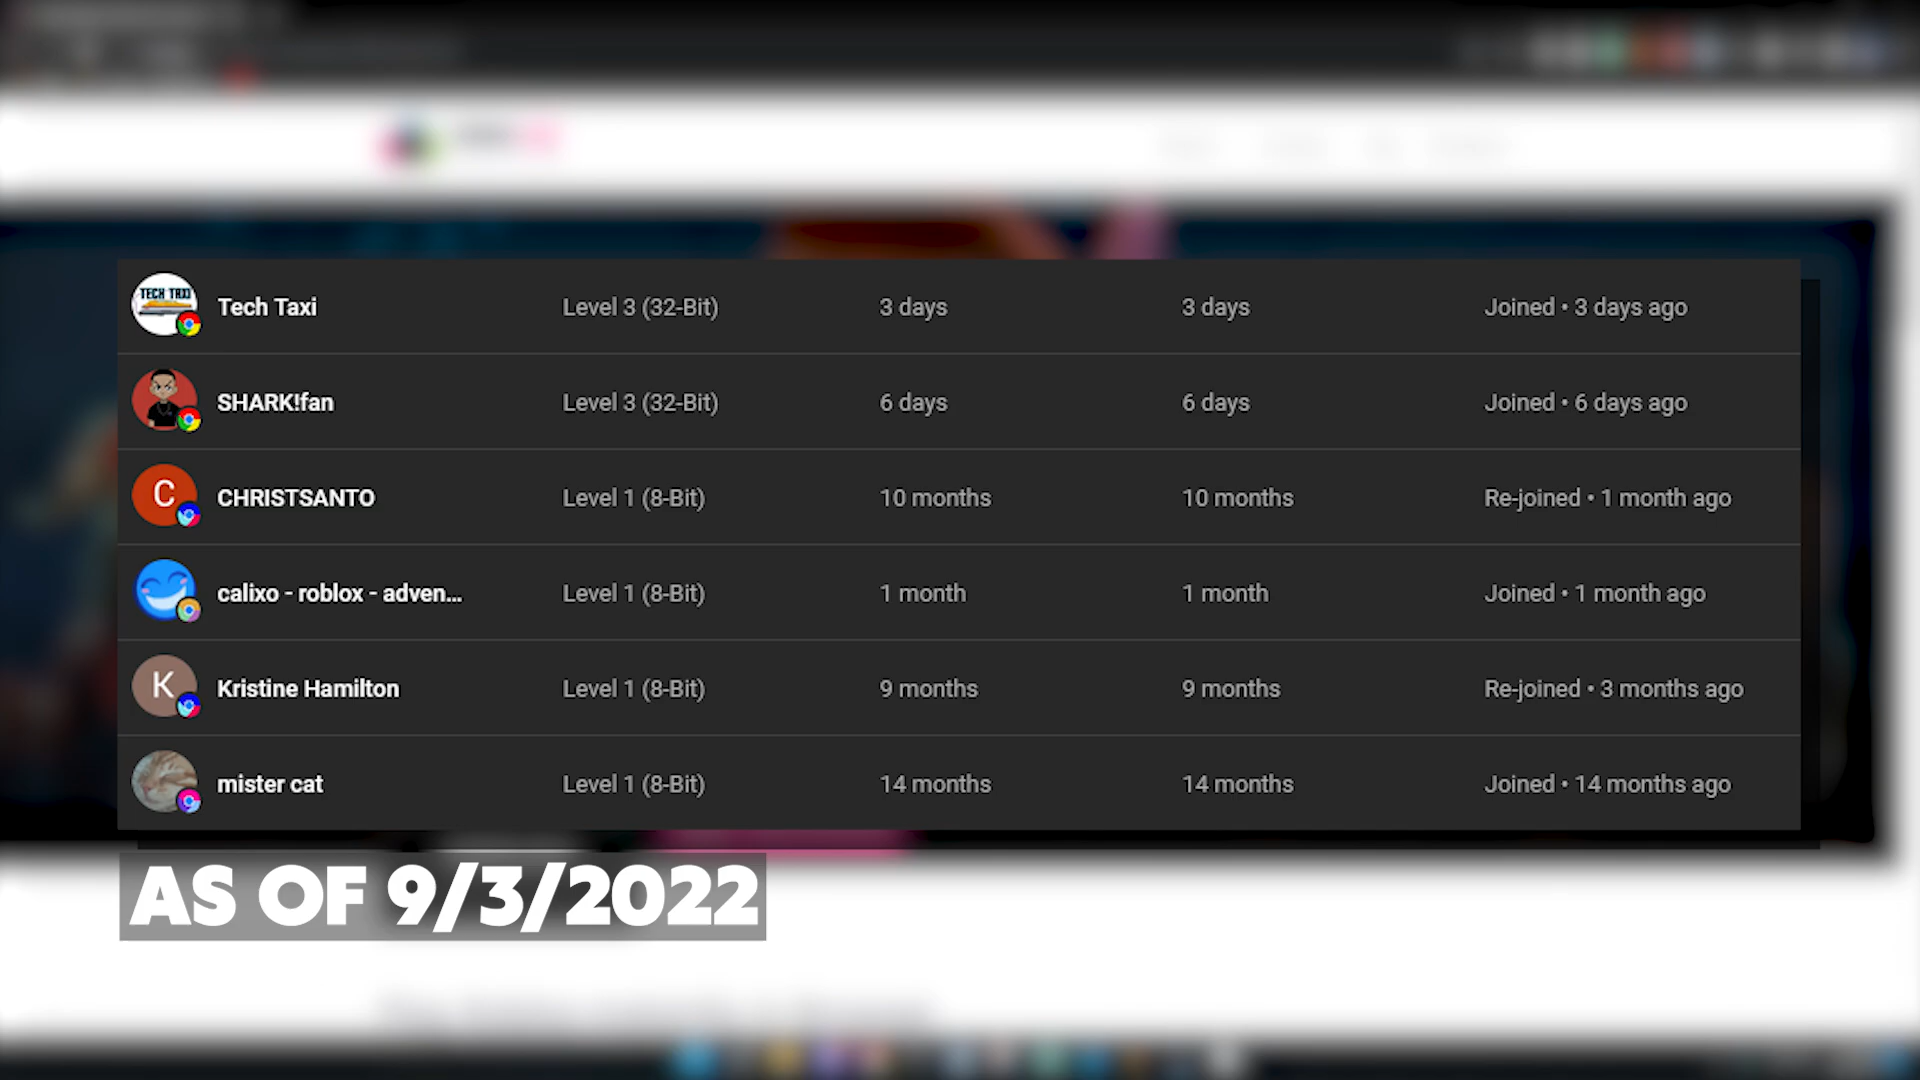 TECH TAXI
Tech Taxi Level 3 (32-Bit) 3 days 3 days Joined • 3 days ago
SHARK!fan Level 3 (32-Bit) 6 days 6 days Joined • 6 days ago
C CHRISTSANTO Level 1 (8-Bit) 10 months 10 months Re-joined • 1 month ago
calixo - roblox - adven... Level 1 (8-Bit) 1 month 1 month Joined • 1 month ago
K Kristine Hamilton Level 1 (8-Bit) 9 months 9 months Re-joined • 3 months ago
mister cat Level 1 (8-Bit) 14 months 14 months Joined • 14 months ago
AS OF 9/3/2022